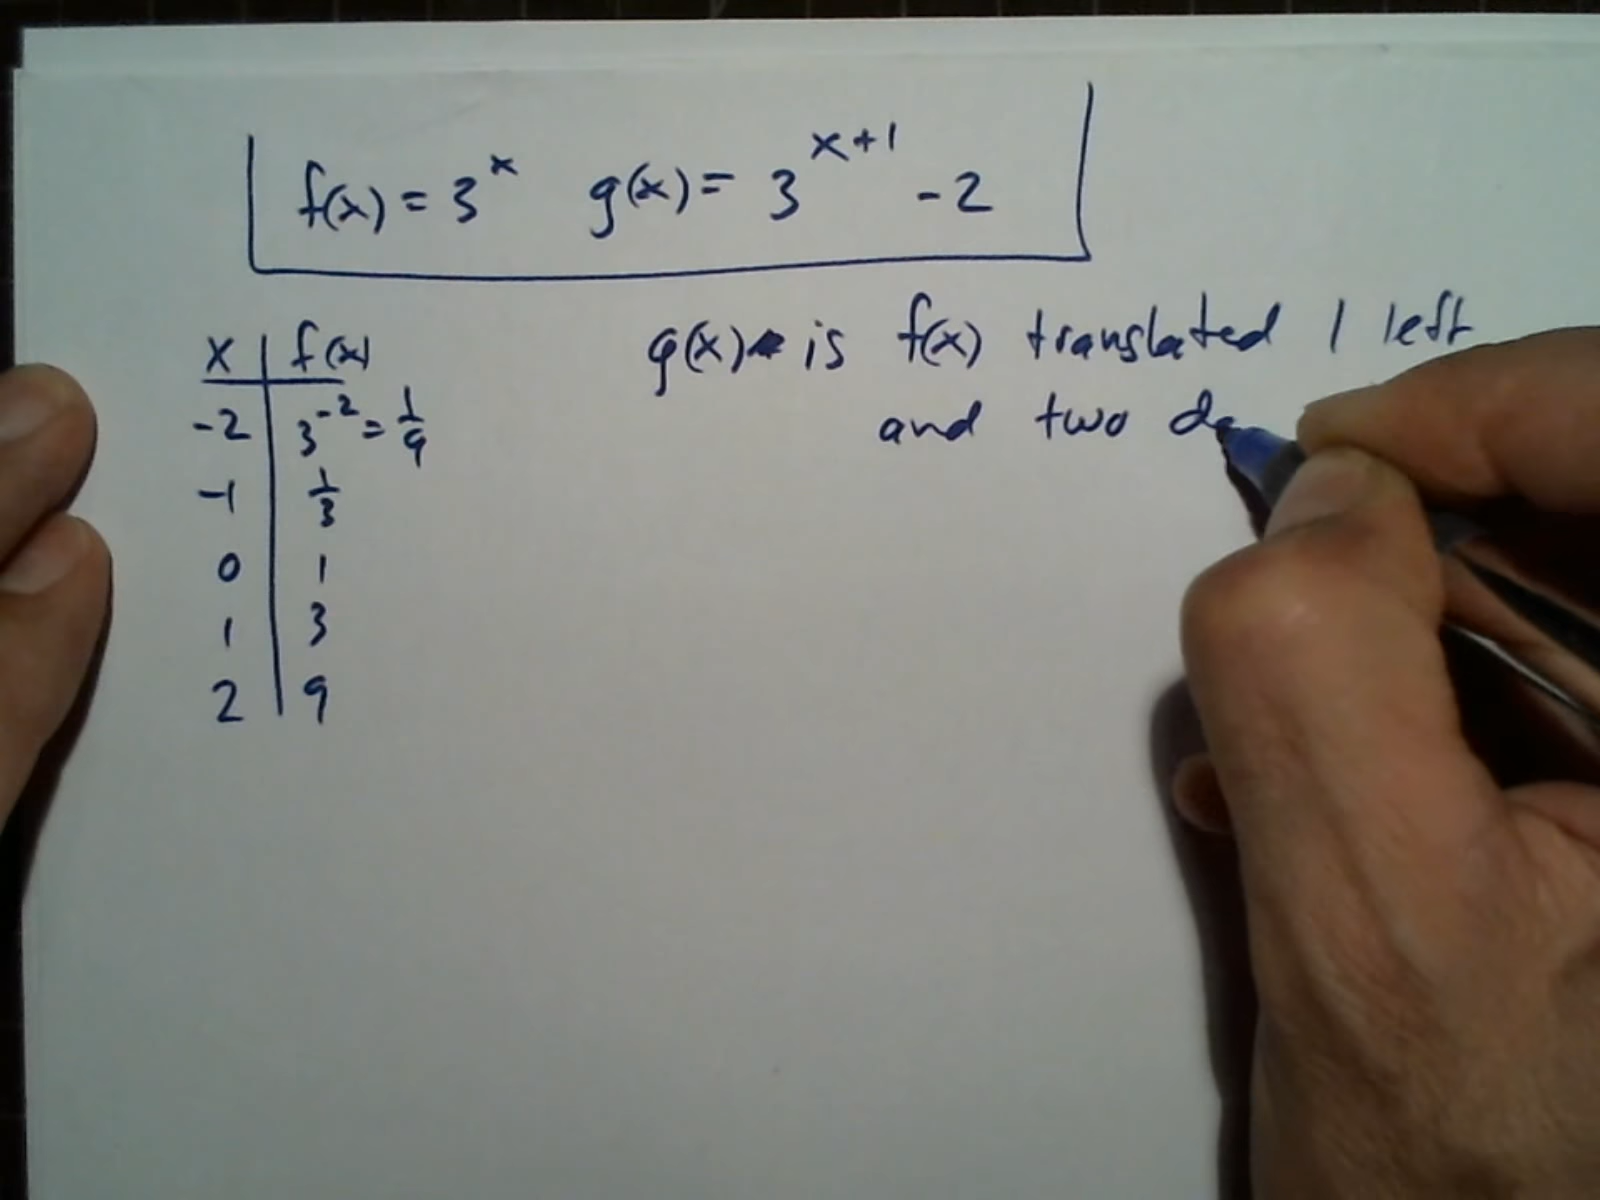 f(x) = 3^x g(x) = 3^{x+1} - 2
g(x) is f(x) translated 1 left
and two do
x | f(x)
-2 | 3^{-2} = 1/9
-1 | 1/3
0 | 1
1 | 3
2 | 9